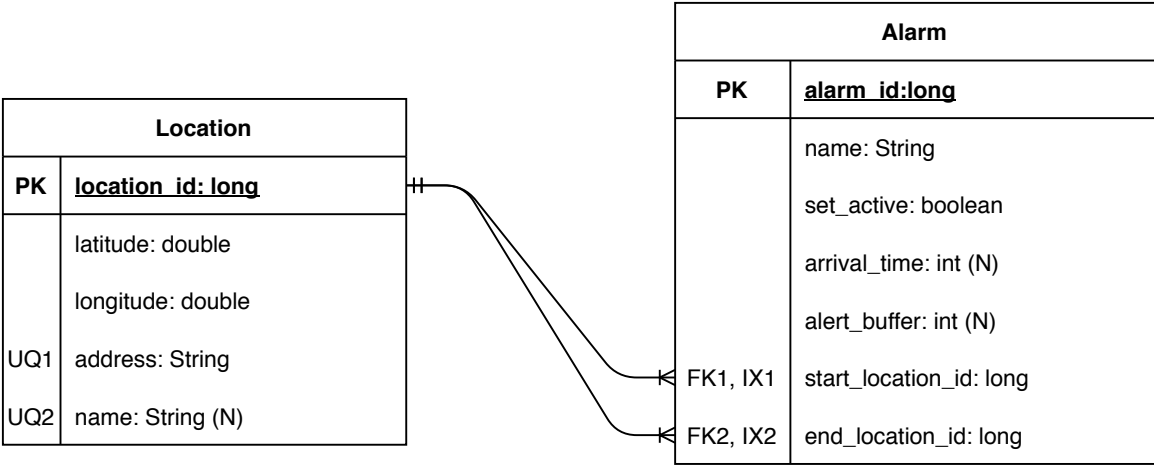 Location
PK location_id: long
latitude: double
longitude: double
UQ1 address: String
UQ2 name: String (N)
Alarm
PK alarm_id:long
name: String
set_active: boolean
arrival_time: int (N)
alert_buffer: int (N)
FK1, IX1 start_location_id: long
FK2, IX2 end_location_id: long